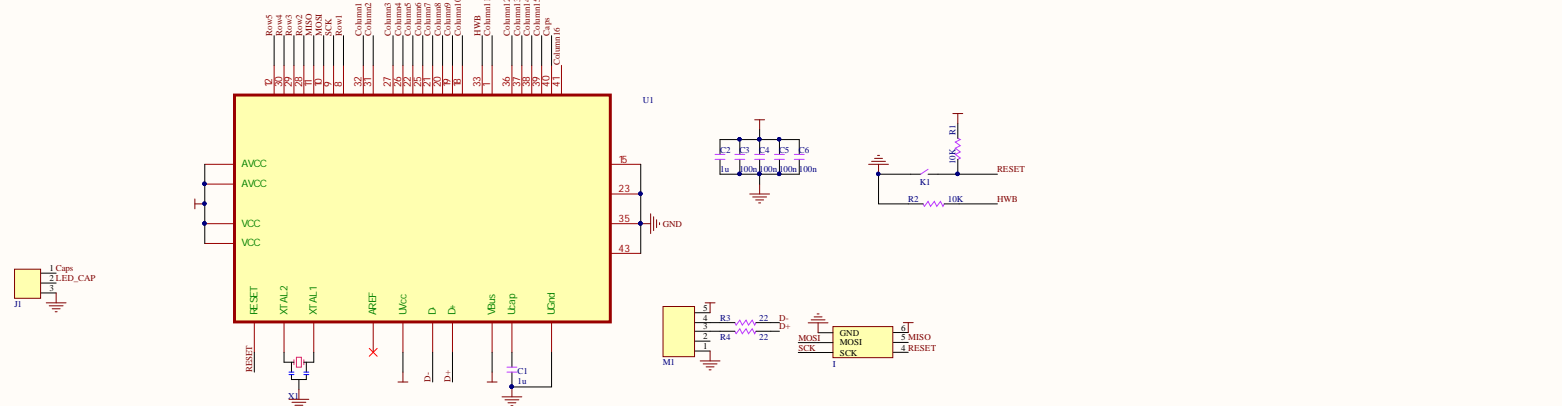 Row5
Row4
Row3
Row2
MISO
MOSI
SCK
Row1
Column1
Column2
Column3
Column4
Column5
Column6
Column7
Column8
Column9
HWB
Caps
Column16
12
30
29
28
11
10
9
8
32
31
27
26
22
25
21
20
19
18
33
1
36
37
38
39
40
41
U1
AVCC
AVCC
VCC
VCC
15
23
35
43
GND
RESET
XTAL2
XTAL1
AREF
UVcc
D-
D+
VBus
Ucap
UGnd
RESET
X1
D-
D+
C1
1u
1 Caps
2 LED_CAP
3
J1
C2 C3 C4 C5 C6
1u 100n 100n 100n 100n
R1
10K
K1
RESET
R2 10K HWB
5
4 R3 22 D-
3 R4 22 D+
2
1
M1
GND 6
MOSI MOSI 5 MISO
SCK SCK 4 RESET
I